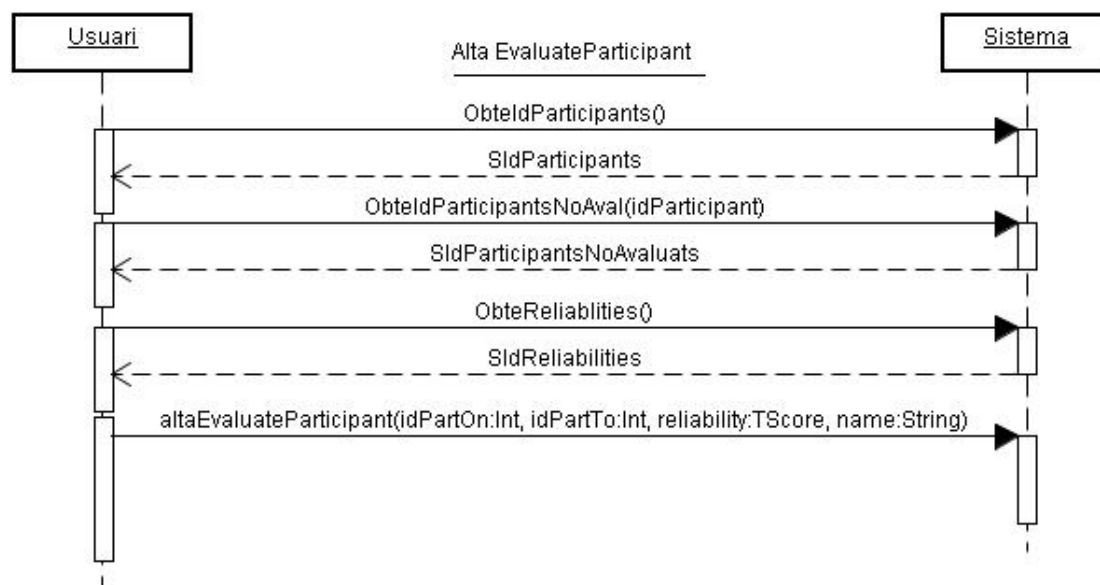 Usuari
Alta EvaluateParticipant
Sistema
ObteIdParticipants()
SIdParticipants
ObteIdParticipantsNoAval(idParticipant)
SIdParticipantsNoAvaluats
ObteReliablities()
SIdReliabilities
altaEvaluateParticipant(idPartOn:Int, idPartTo:Int, reliability:TScore, name:String)